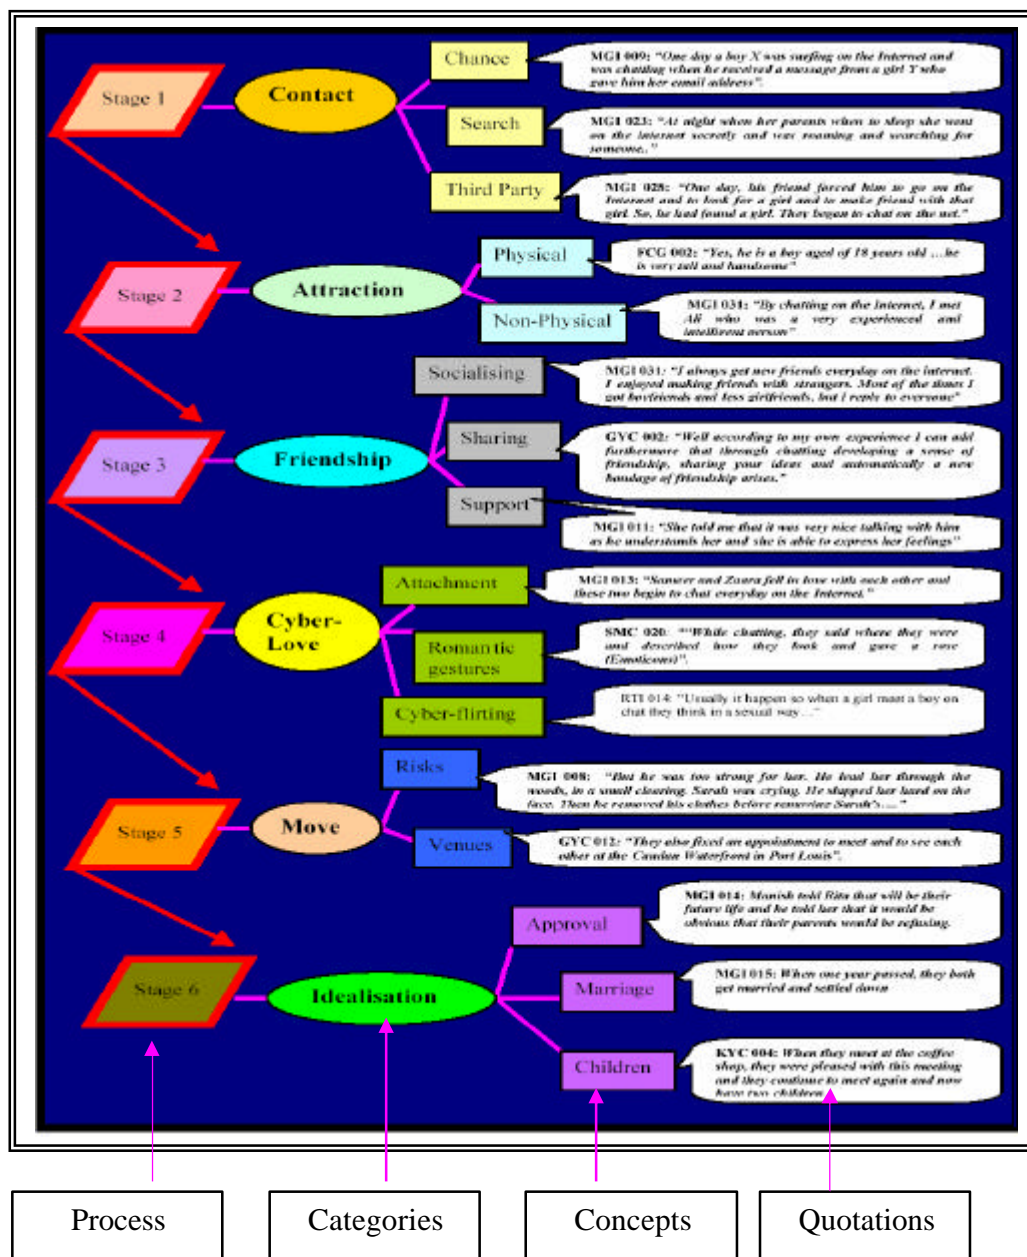 Stage 1
Contact
Chance
MGI 009: "One day a boy X was surfing on the Internet and
was chatting when he received a message from a girl Y who
gave him her email address".
Search
MGI 023: "At night when her parents when to sleep she went
on the internet secretly and was roaming and searching for
someone.."
Third Party
MGI 028: "One day, his friend forced him to go on the
Internet and to look for a girl and to make friend with that
girl. So, he had found a girl. They began to chat on the net."
Stage 2
Attraction
Physical
FCG 002: "Yes, he is a boy aged of 18 years old ...he
is very tall and handsome"
Non-Physical
MGI 031: "By chatting on the Internet, I met
Ali who was a very experienced and
intelligent person"
Stage 3
Friendship
Socialising
MGI 031: "I always get new friends everyday on the internet.
I enjoyed making friends with strangers. Most of the times I
got boyfriends and less girlfriends, but i reply to everyone"
Sharing
GYC 002: "Well according to my own experience I can add
furthermore that through chatting developing a sense of
friendship, sharing your ideas and automatically a new
bondage of friendship arises."
Support
MGI 011: "She told me that it was very nice talking with him
as he understands her and she is able to express her feelings"
Stage 4
Cyber-
Love
Attachment
MGI 013: "Sameer and Zaara fell in love with each other and
these two begin to chat everyday on the Internet."
Romantic
gestures
SMC 020: ""While chatting, they said where they were
and described how they look and gave a rose
(Emoticons)".
Cyber-flirting
RTI 014: "Usually it happen so when a girl meet a boy on
chat they think in a sexual way..."
Stage 5
Move
Risks
MGI 008: "But he was too strong for her. He lead her through the
woods, in a small clearing. Sarah was crying. He slapped her hard on the
face. Then he removed his clothes before removing Sarah's...."
Venues
GYC 012: "They also fixed an appointment to meet and to see each
other at the Caudan Waterfront in Port Louis".
Stage 6
Idealisation
Approval
MGI 014: Manish told Rita that will be their
future life and he told her that it would be
obvious that their parents would be refusing.
Marriage
MGI 015: When one year passed, they both
get married and settled down
Children
KYC 004: When they meet at the coffee
shop, they were pleased with this meeting
and they continue to meet again and now
have two children
Process
Categories
Concepts
Quotations